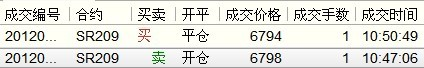 成交编号 合约 买卖 开平 成交价格 成交手数 成交时间
20120... SR209 买 平仓 6794 1 10:50:49
20120... SR209 卖 开仓 6798 1 10:47:06